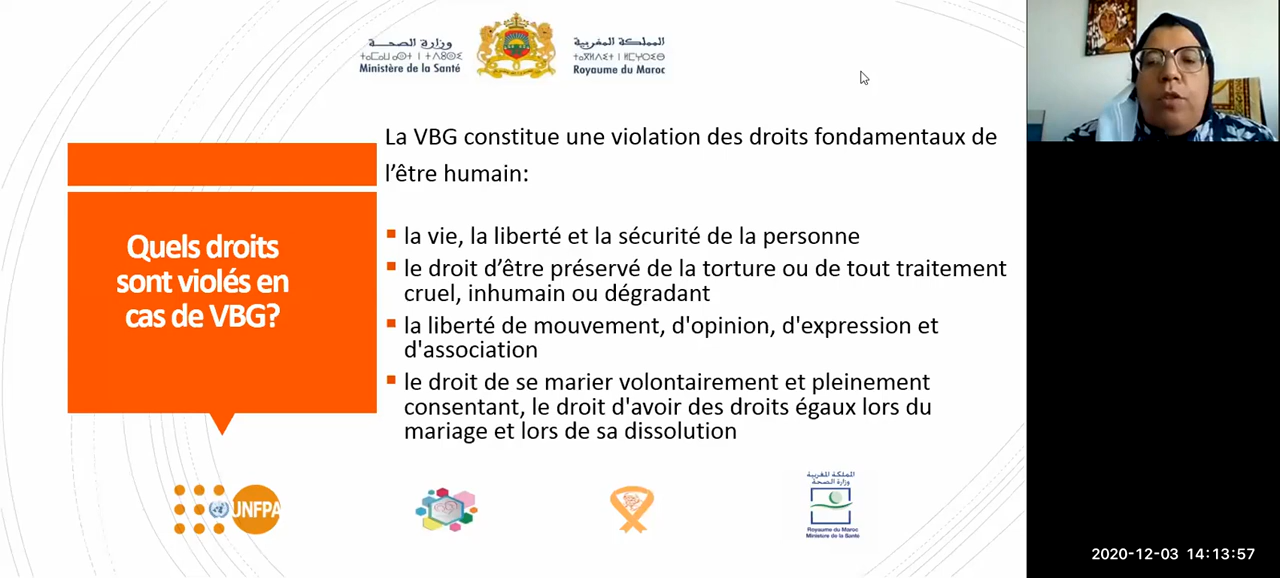 وزارة الصحة
ⵜⴰⵎⴰⵡⴰⵙⵜ ⵏ ⵜⴷⵓⵙⵉ
Ministère de la Santé
المملكة المغربية
ⵜⴰⴳⵍⴷⵉⵜ ⵏ ⵍⵎⵖⵔⵉⴱ
Royaume du Maroc
La VBG constitue une violation des droits fondamentaux de
l’être humain:
Quels droits
sont violés en
cas de VBG?
la vie, la liberté et la sécurité de la personne
le droit d’être préservé de la torture ou de tout traitement
cruel, inhumain ou dégradant
la liberté de mouvement, d'opinion, d'expression et
d'association
le droit de se marier volontairement et pleinement
consentant, le droit d'avoir des droits égaux lors du
mariage et lors de sa dissolution
UNFPA
المملكة المغربية
وزارة الصحة
Royaume du Maroc
Ministère de la Santé
2020-12-03 14:13:57